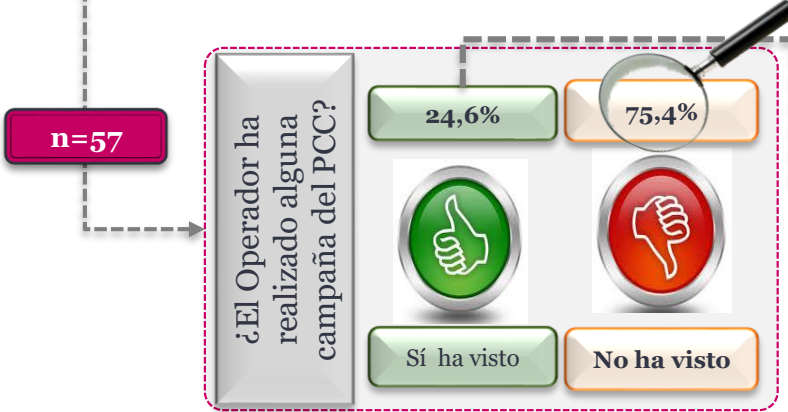 n=57
¿El Operador ha
realizado alguna
campaña del PCC?
24,6%
75,4%
Sí ha visto
No ha visto